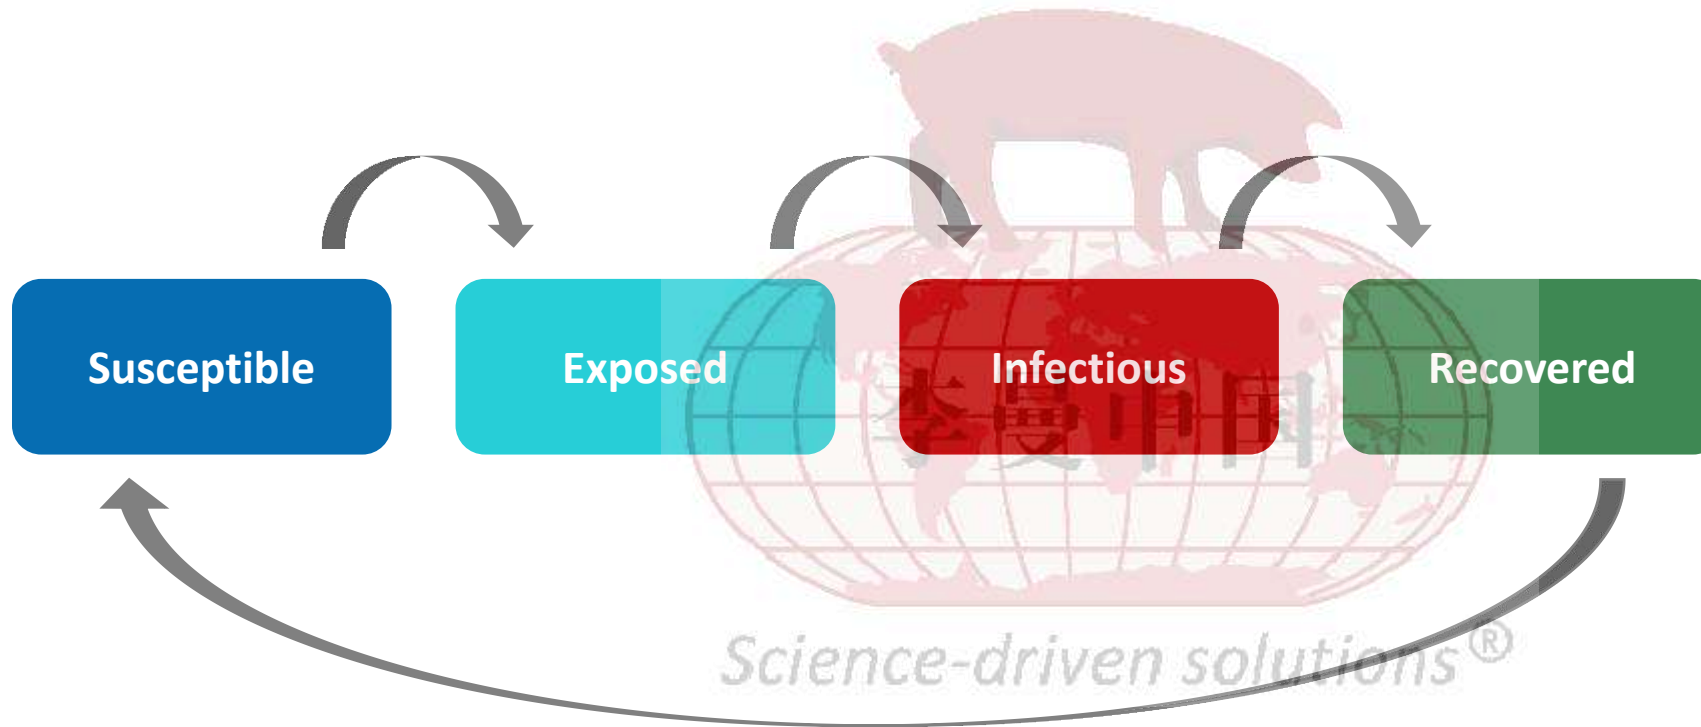 Susceptible
Exposed
Infectious
Recovered
李曼中国
Science-driven solutions®